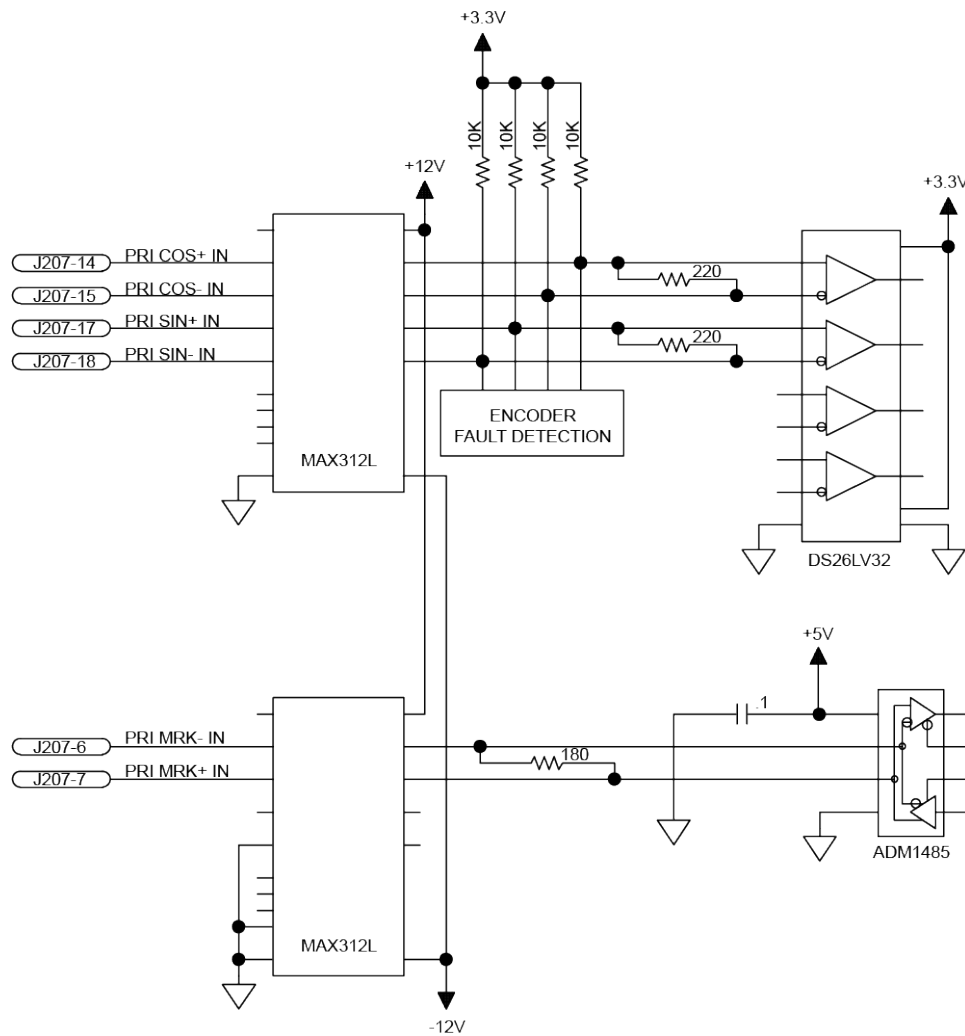 +3.3V
10K
10K
10K
10K
+12V
+3.3V
J207-14 PRI COS+ IN
220
J207-15 PRI COS- IN
J207-17 PRI SIN+ IN
220
J207-18 PRI SIN- IN
ENCODER
FAULT DETECTION
MAX312L
DS26LV32
+5V
.1
J207-6 PRI MRK- IN
180
J207-7 PRI MRK+ IN
ADM1485
MAX312L
-12V